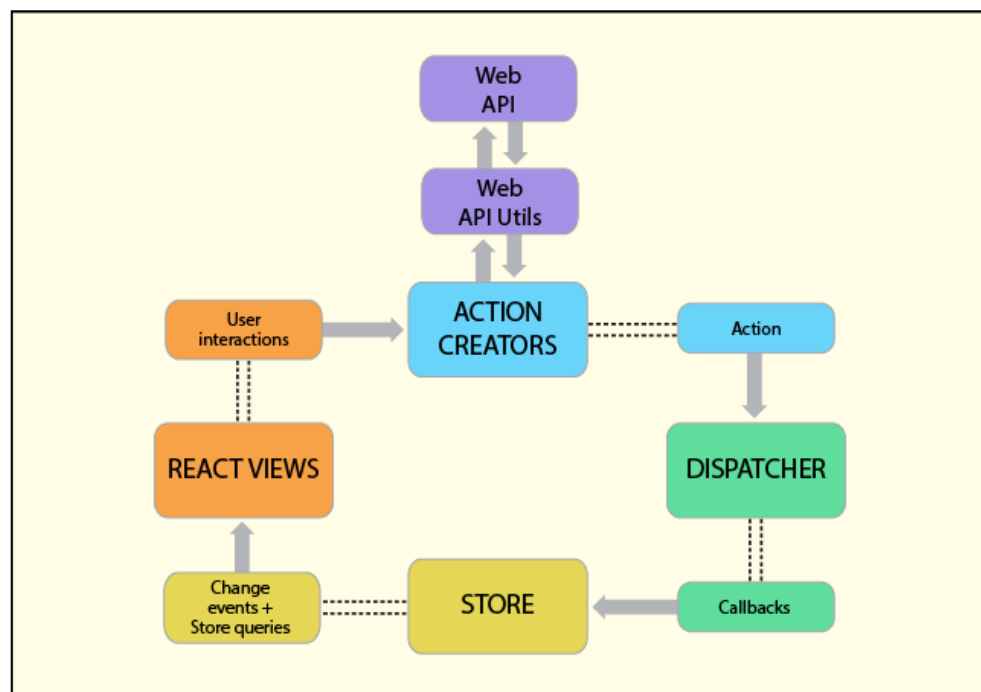 Web
API
Web
API Utils
ACTION
CREATORS
User
interactions
Action
REACT VIEWS
DISPATCHER
Change
events +
Store queries
STORE
Callbacks